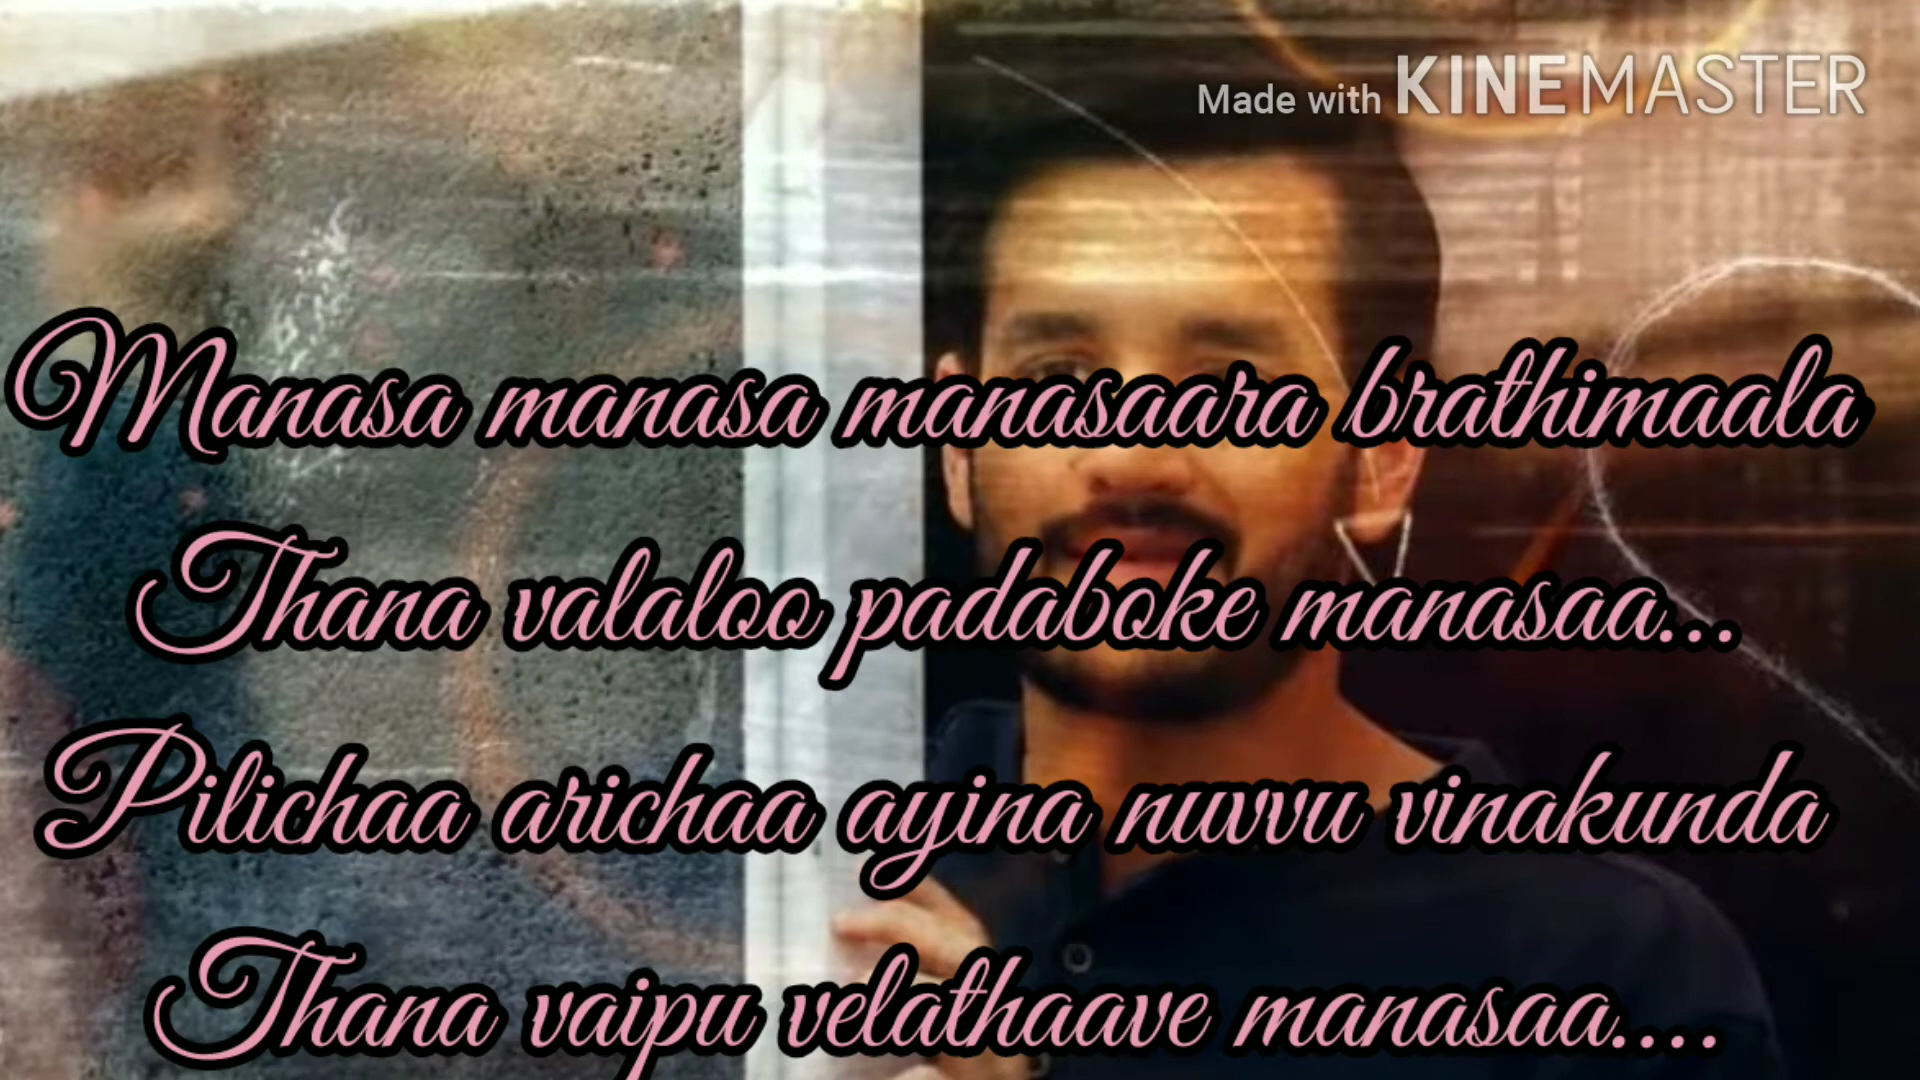 Made with KINEMASTER
Manasa manasa manasaara brathimaala
Thana valaloo padaboke manasaa...
Pilichaa arichaa ayina nuvvu vinakunda
Thana vaipu velathaave manasaa....